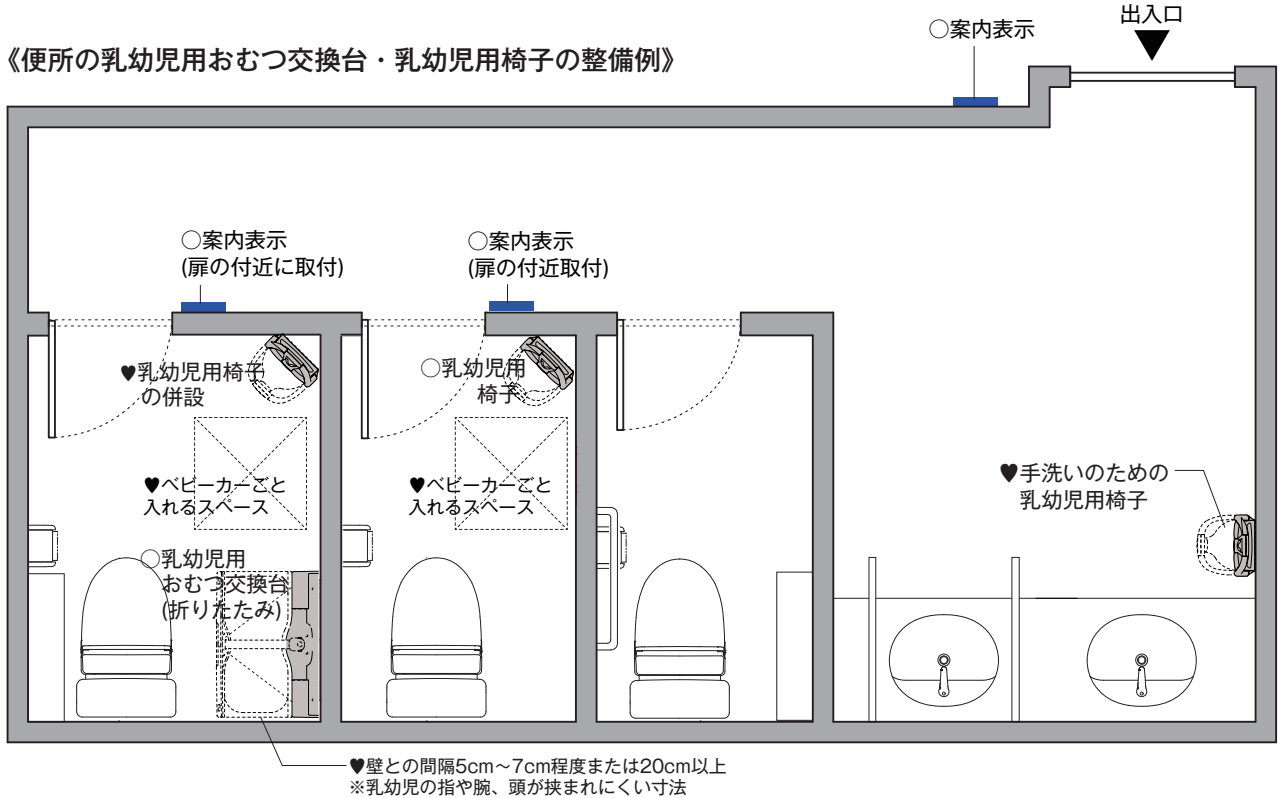 《便所の乳幼児用おむつ交換台・乳幼児用椅子の整備例》
○案内表示
出入口
○案内表示
(扉の付近に取付)
○案内表示
(扉の付近取付)
♥乳幼児用椅子
の併設
○乳幼児用
椅子
♥ベビーカーごと
入れるスペース
♥ベビーカーごと
入れるスペース
♥手洗いのための
乳幼児用椅子
○乳幼児用
おむつ交換台
(折りたたみ)
♥壁との間隔5cm～7cm程度または20cm以上
※乳幼児の指や腕、頭が挟まれにくい寸法